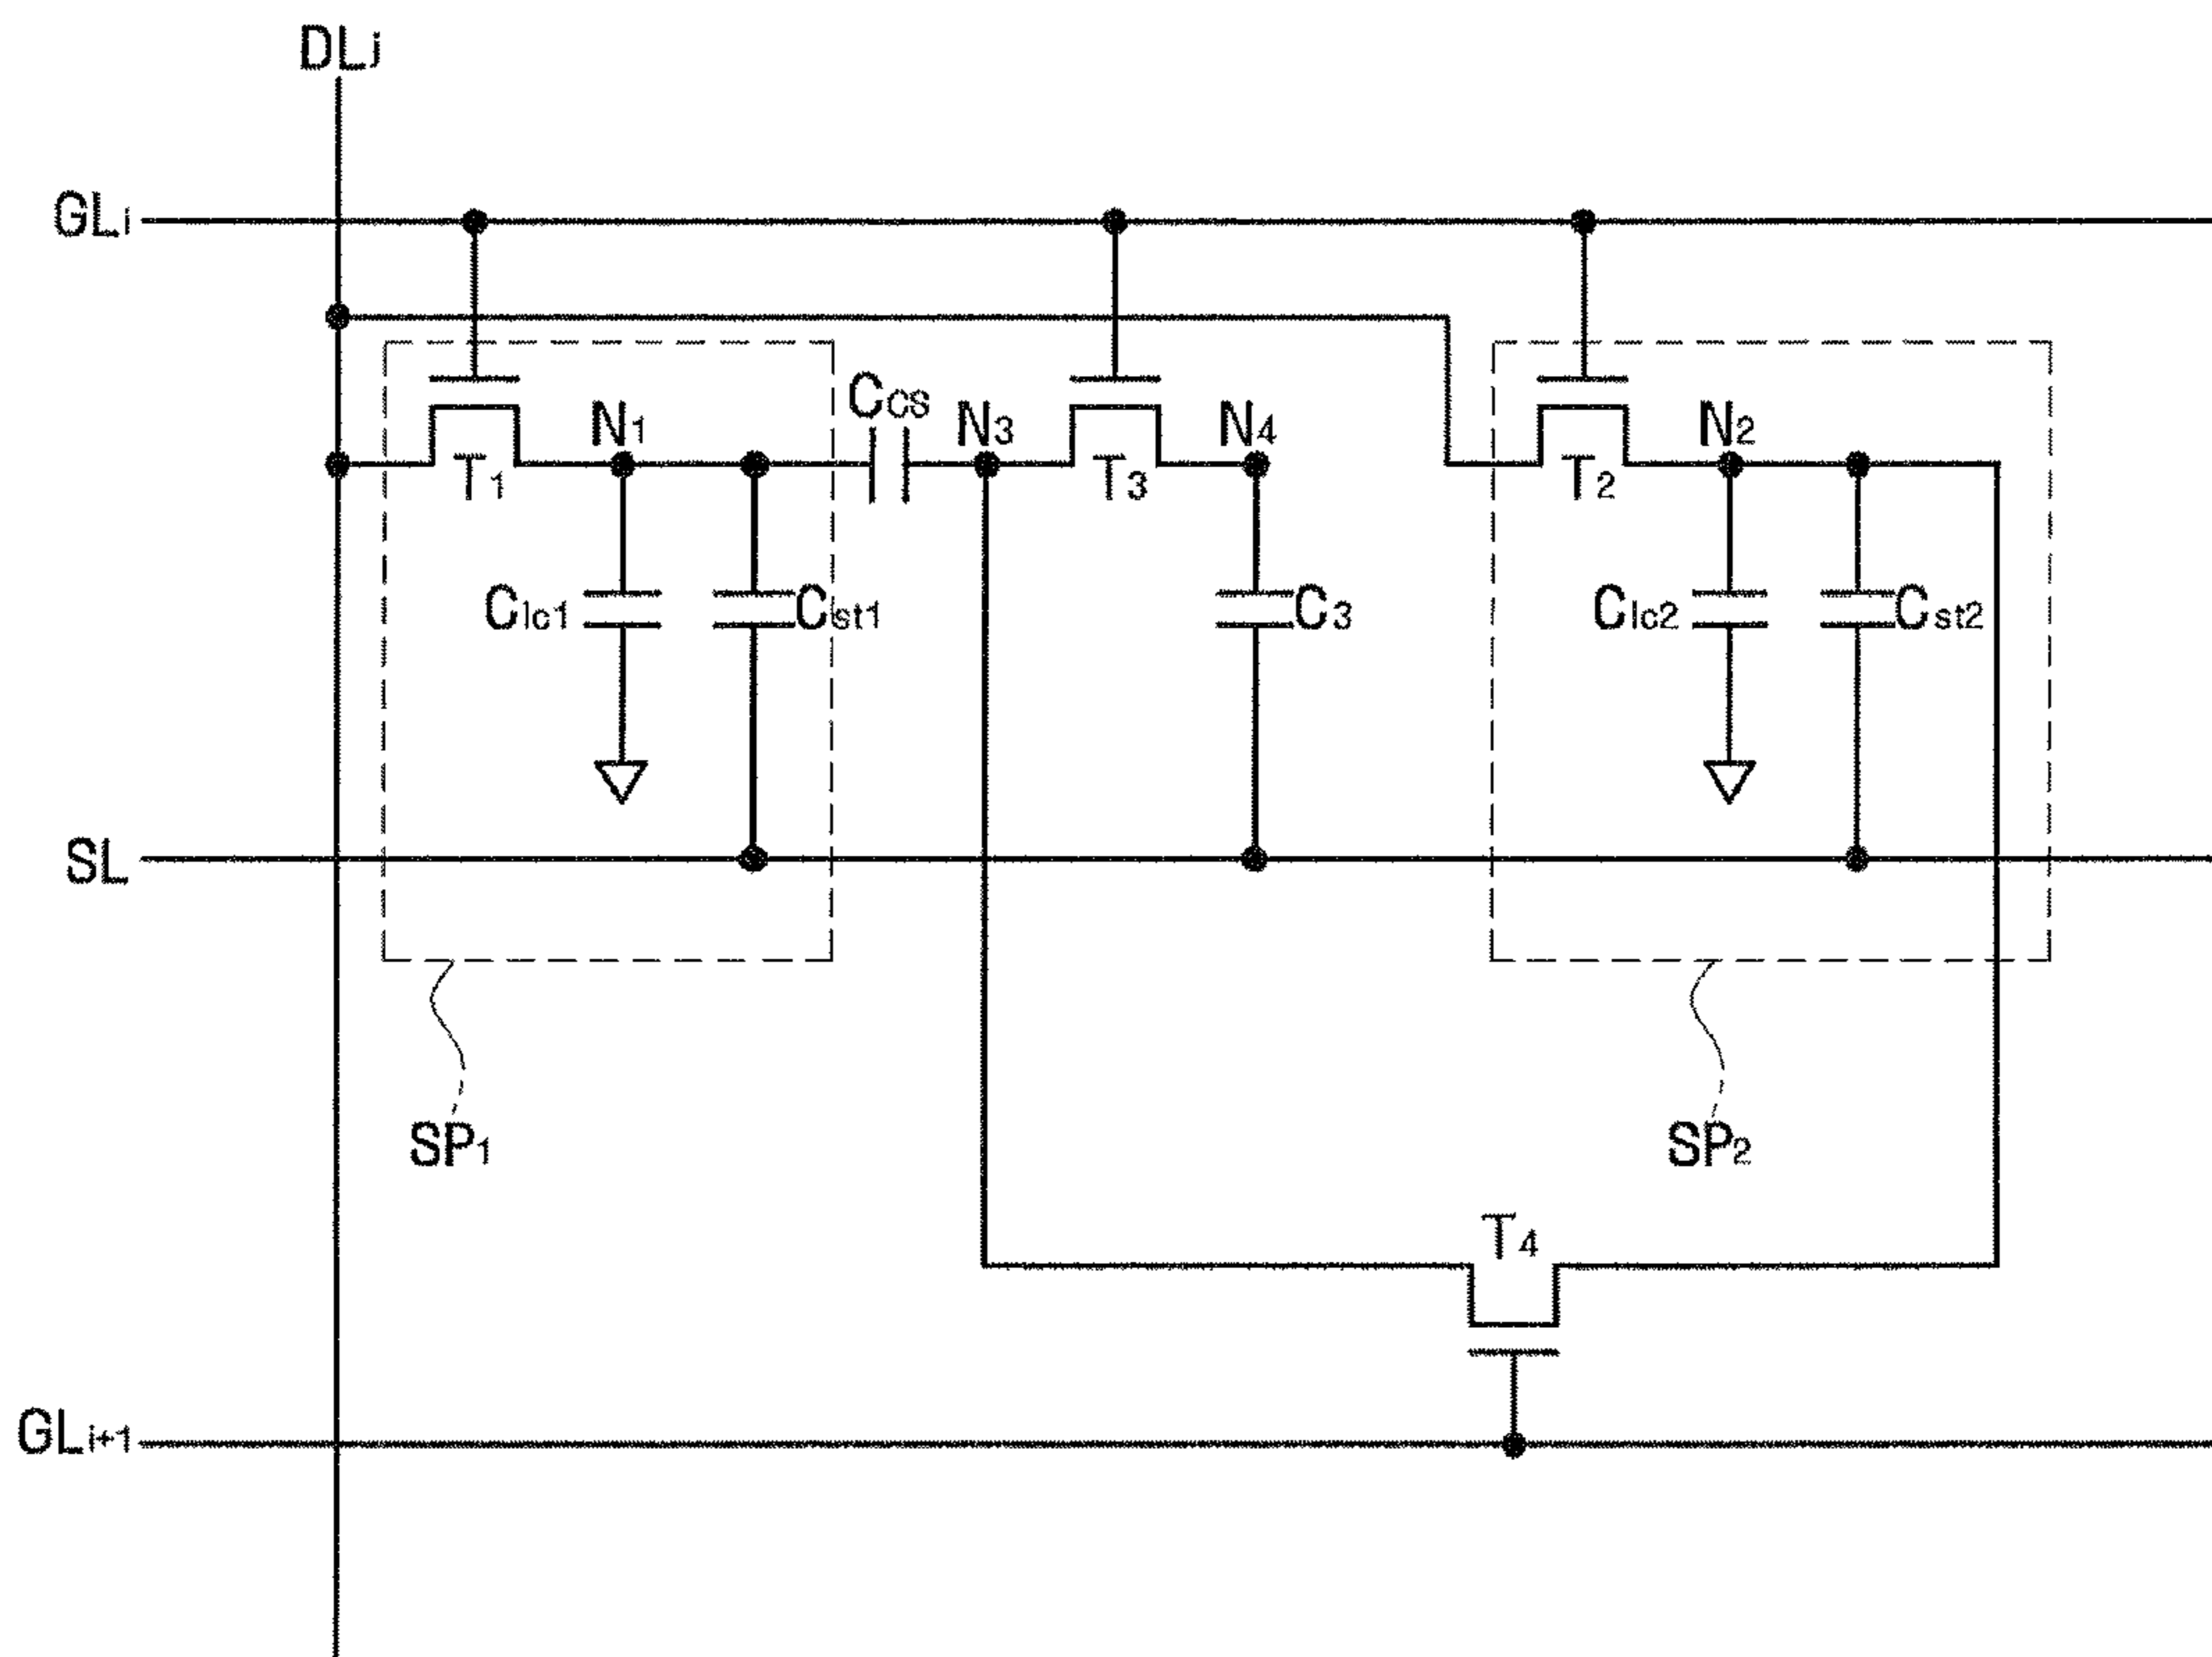 DLj
GLi
CCS
N1
N3
N4
N2
T1
T3
T2
Clc1
Cst1
C3
Clc2
Cst2
SL
SP1
SP2
T4
GLi+1